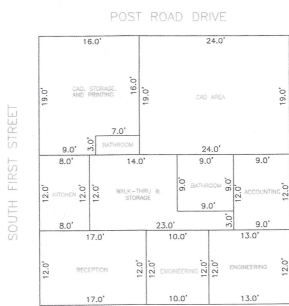 POST ROAD DRIVE
SOUTH FIRST STREET
16.0' 24.0'
19.0' 16.0' 19.0' 19.0'
CAD, STORAGE,
AND PRINTING
CAD AREA
7.0'
3.0' BATHROOM
9.0' 24.0'
8.0' 14.0' 9.0' 9.0'
12.0' KITCHEN 12.0' WALK-THRU &
STORAGE
9.0' BATHROOM 9.0' 12.0' ACCOUNTING 12.0'
9.0'
3.0'
8.0' 23.0' 9.0'
17.0' 10.0' 13.0'
12.0' RECEPTION 12.0' ENGINEERING 12.0' ENGINEERING 12.0'
17.0' 10.0' 13.0'